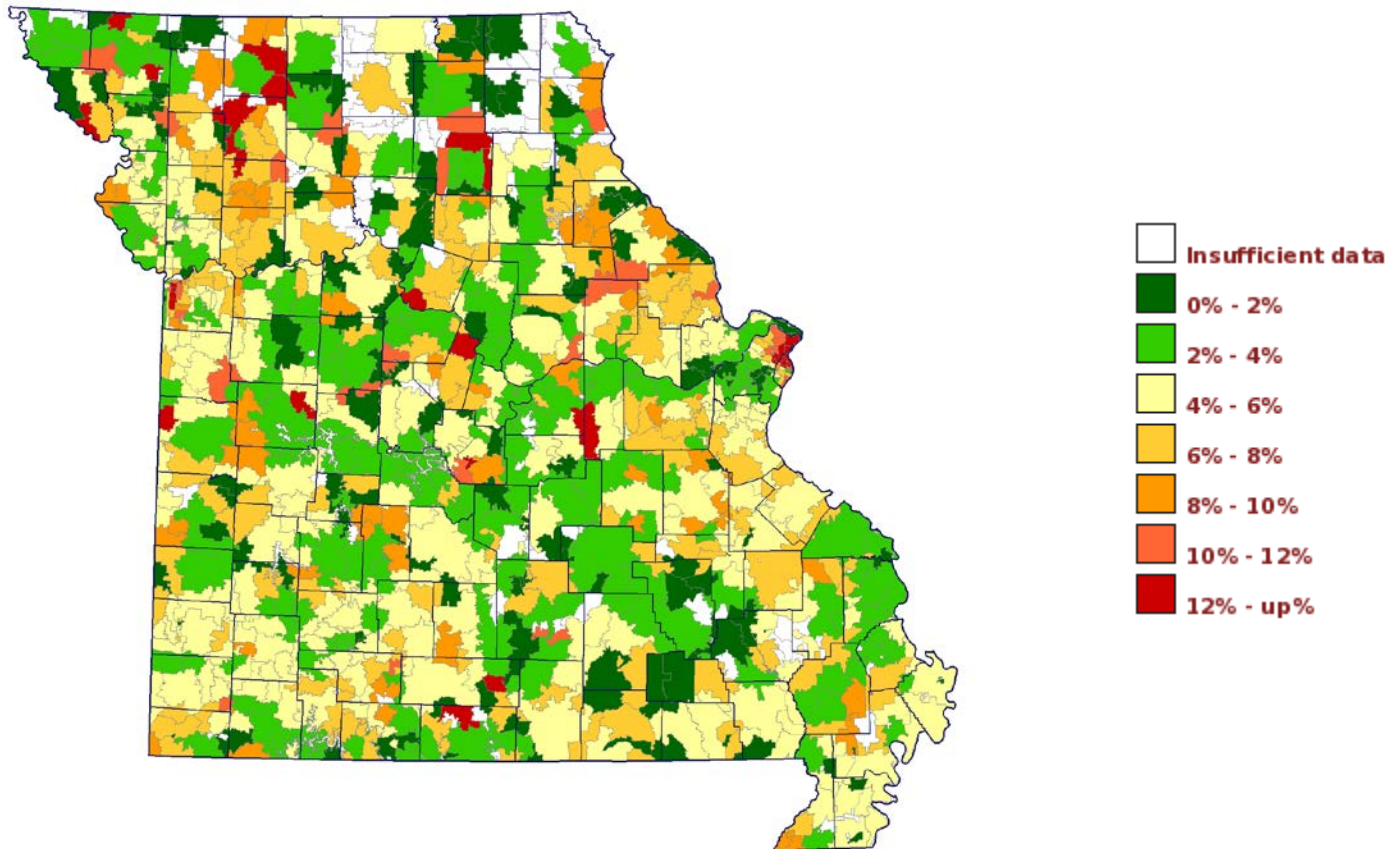 Insufficient data
0% - 2%
2% - 4%
4% - 6%
6% - 8%
8% - 10%
10% - 12%
12% - up%